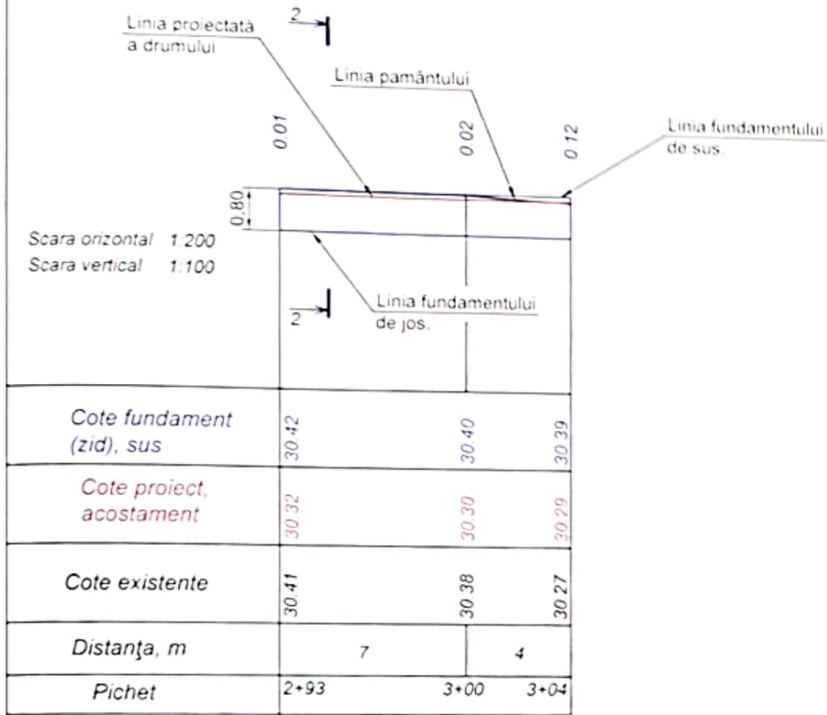 2
Linia proiectată
a drumului
Linia pamântului
0.01
0.02
0.12
Linia fundamentului
de sus.
0,80
Scara orizontal 1:200
Scara vertical 1:100
Linia fundamentului
de jos.
2
Cote fundament
(zid), sus
30.42
30.40
30.39
Cote proiect,
acostament
30.32
30.30
30.29
Cote existente
30.41
30.38
30.27
Distanţa, m
7
4
Pichet
2+93
3+00
3+04